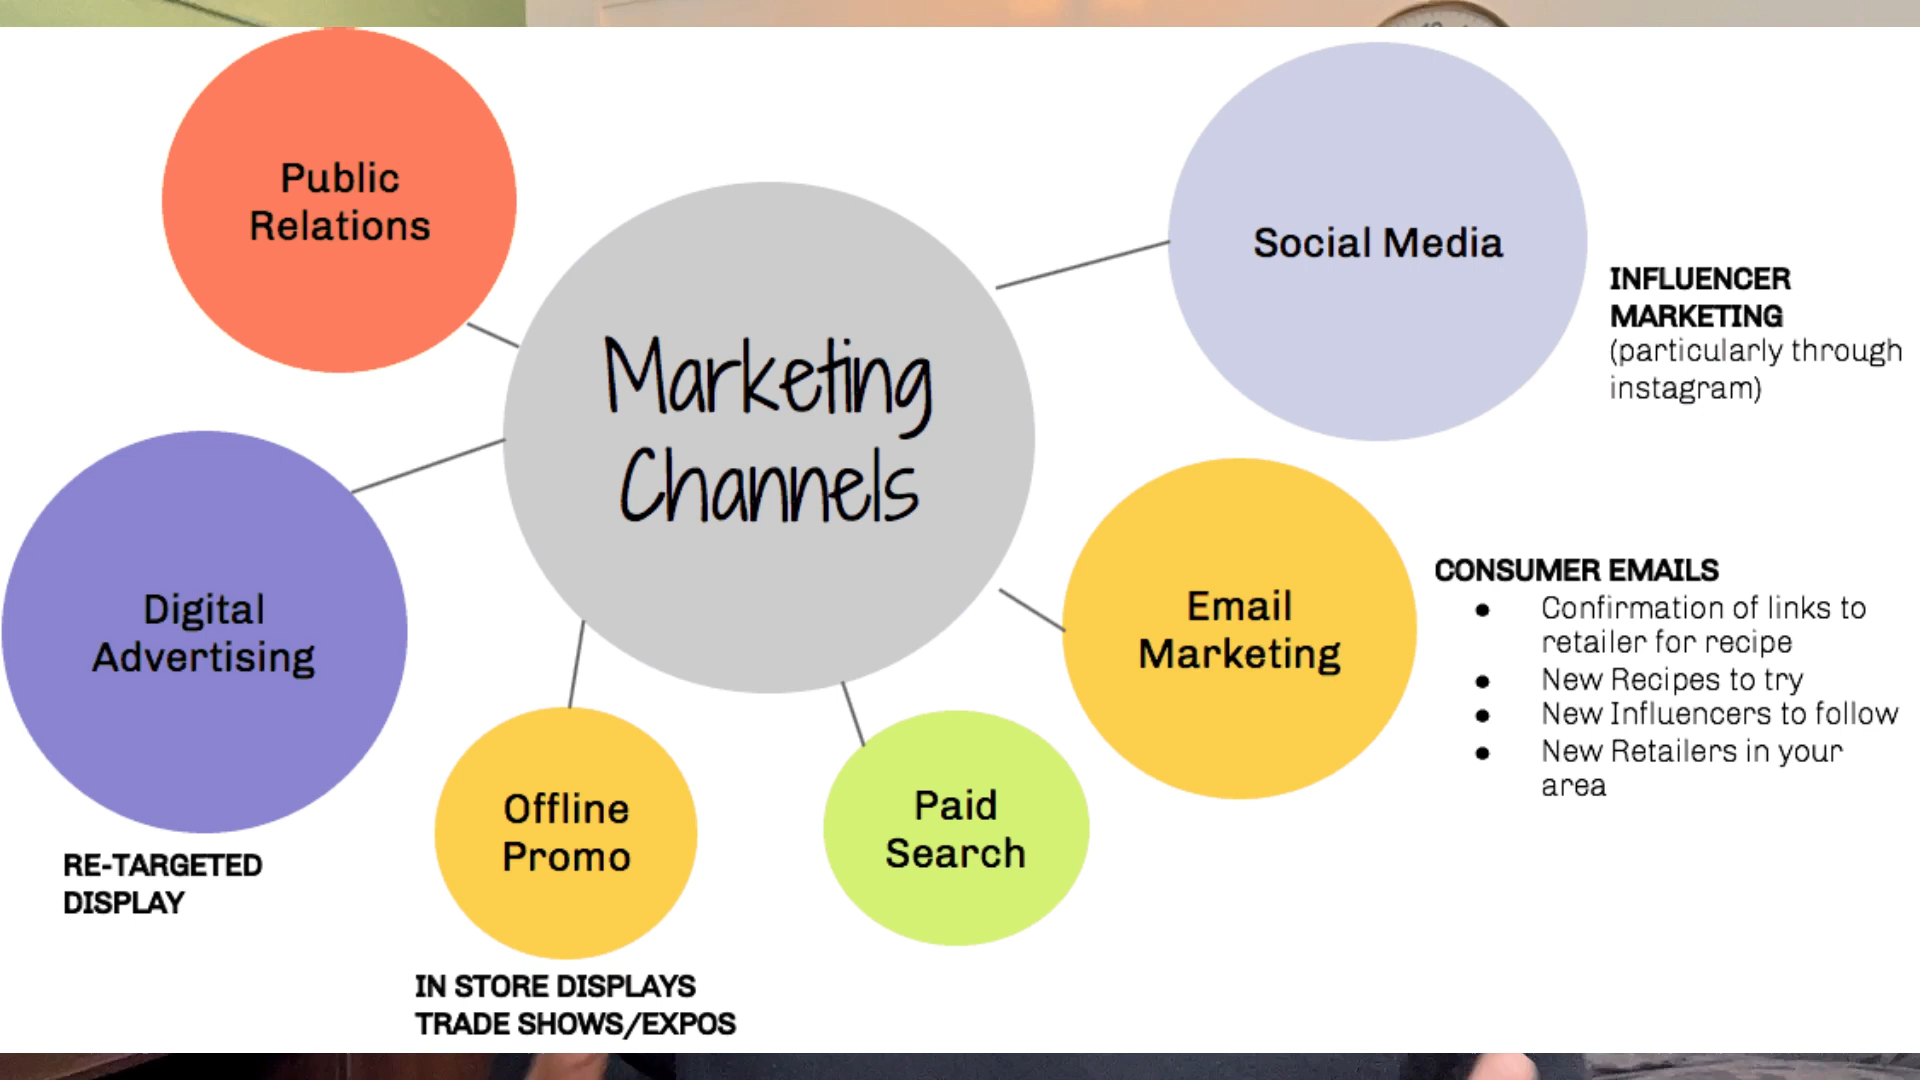 Public
Relations
Social Media
INFLUENCER
MARKETING
(particularly through
instagram)
Marketing
Channels
Digital
Advertising
RE-TARGETED
DISPLAY
Email
Marketing
CONSUMER EMAILS
● Confirmation of links to
retailer for recipe
● New Recipes to try
● New Influencers to follow
● New Retailers in your
area
Offline
Promo
IN STORE DISPLAYS
TRADE SHOWS/EXPOS
Paid
Search